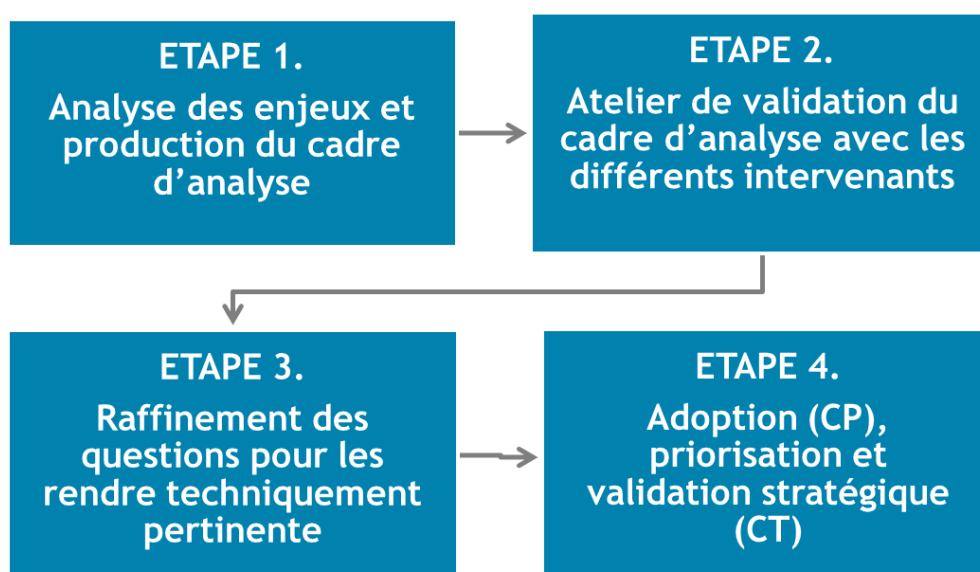 ETAPE 1.
Analyse des enjeux et
production du cadre
d'analyse
ETAPE 2.
Atelier de validation du
cadre d'analyse avec les
différents intervenants
ETAPE 3.
Raffinement des
questions pour les
rendre techniquement
pertinente
ETAPE 4.
Adoption (CP),
priorisation et
validation stratégique
(CT)